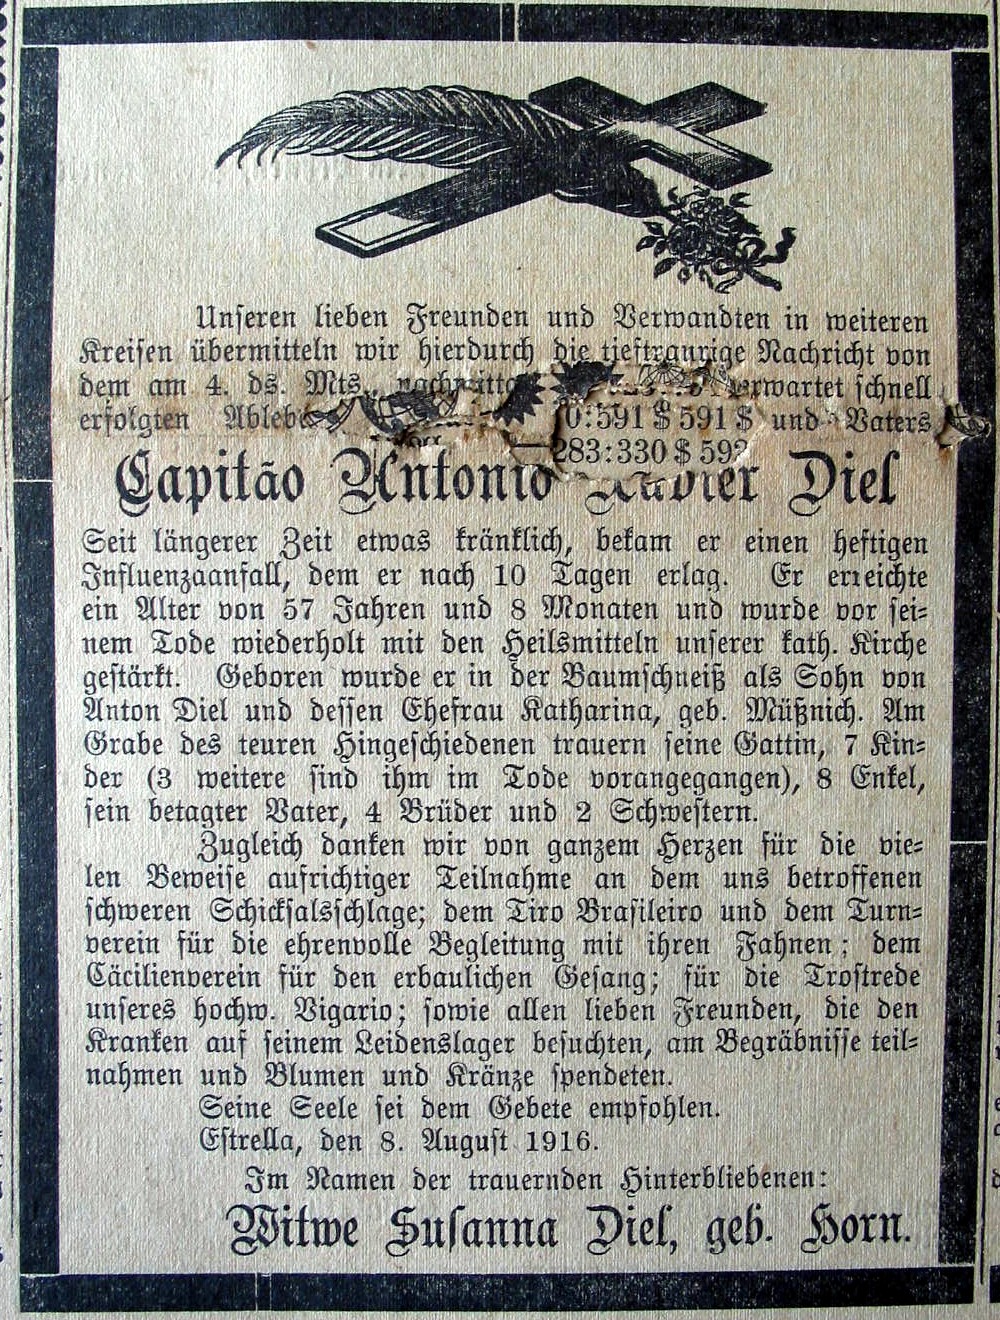 Unseren lieben Freunden und Verwandten in weiteren
Kreisen übermitteln wir hierdurch die tieftraurige Nachricht von
dem am 4. ds. Mts., nachmitta rwartet schnell
erfolgten Ableb 0:591 $ 591 $ und Vaters
283:330 $ 592
Capitão Antonio Xavier Diel
Seit längerer Zeit etwas kränklich, bekam er einen heftigen
Influenzaanfall, dem er nach 10 Tagen erlag. Er erreichte
ein Alter von 57 Jahren und 8 Monaten und wurde vor sei=
nem Tode wiederholt mit den Heilsmitteln unserer kath. Kirche
gestärkt. Geboren wurde er in der Baumschneiß als Sohn von
Anton Diel und dessen Ehefrau Katharina, geb. Müßnich. Am
Grabe des teuren Hingeschiedenen trauern seine Gattin, 7 Kin=
der (3 weitere sind ihm im Tode vorangegangen), 8 Enkel,
sein betagter Vater, 4 Brüder und 2 Schwestern.
Zugleich danken wir von ganzem Herzen für die vie=
len Beweise aufrichtiger Teilnahme an dem uns betroffenen
schweren Schicksalsschlage; dem Tiro Brasileiro und dem Turn=
verein für die ehrenvolle Begleitung mit ihren Fahnen; dem
Cäcilienverein für den erbaulichen Gesang; für die Trostrede
unseres hochw. Vigario; sowie allen lieben Freunden, die den
Kranken auf seinem Leidenslager besuchten, am Begräbnisse teil=
nahmen und Blumen und Kränze spendeten.
Seine Seele sei dem Gebete empfohlen.
Estrella, den 8. August 1916.
Im Namen der trauernden Hinterbliebenen:
Witwe Susanna Diel, geb. Horn.